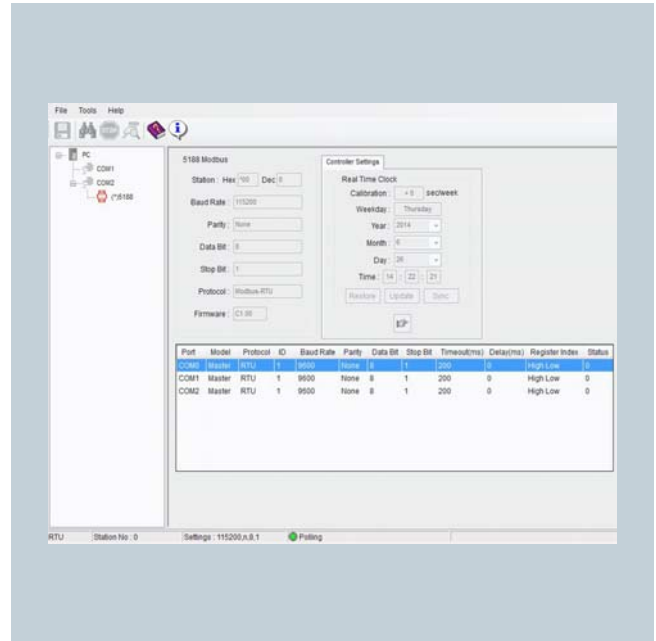 File Tools Help
PC
COM1
COM2
(*)5188
5188 Modbus
Station : Hex *00 Dec 0
Baud Rate : 115200
Parity : None
Data Bit : 8
Stop Bit : 1
Protocol : Modbus-RTU
Firmware : C1.00
Controller Settings
Real Time Clock
Calibration : sec/week
Weekday : Thursday
Year : 2014
Month : 6
Day : 26
Time : 14 : 22 : 21
Restore Update Sync
Port Model Protocol ID Baud Rate Parity Data Bit Stop Bit Timeout(ms) Delay(ms) Register Index Status
COM0 Master RTU 1 9600 None 8 1 200 0 High Low 0
COM1 Master RTU 1 9600 None 8 1 200 0 High Low 0
COM2 Master RTU 1 9600 None 8 1 200 0 High Low 0
RTU Station No : 0 Settings : 115200,n,8,1 Polling